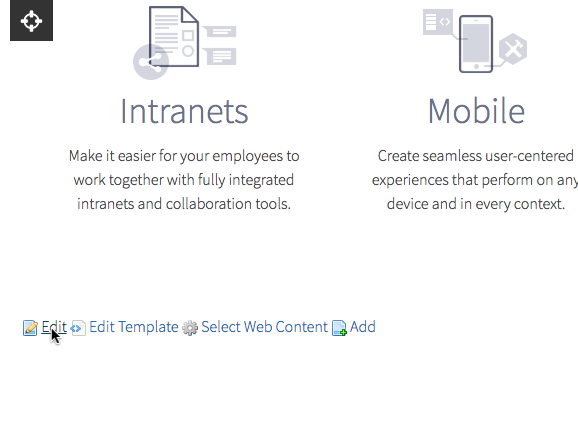 Intranets
Make it easier for your employees to
work together with fully integrated
intranets and collaboration tools.
Mobile
Create seamless user-centered
experiences that perform on any
device and in every context.
Edit Edit Template Select Web Content Add